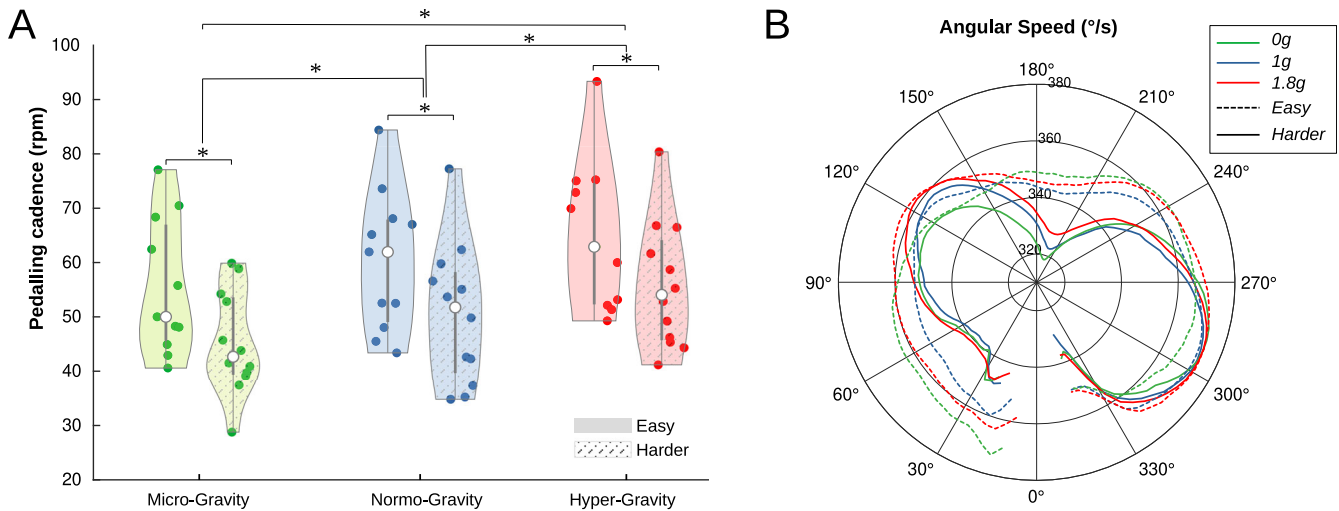 A
Pedalling cadence (rpm)
100
90
80
70
60
50
40
30
20
*
*
*
*
*
*
Easy
Harder
Micro-Gravity
Normo-Gravity
Hyper-Gravity
B
Angular Speed (°/s)
0g
1g
1.8g
Easy
Harder
180°
380
150°
210°
360
120°
240°
340
320
90°
270°
60°
300°
30°
330°
0°